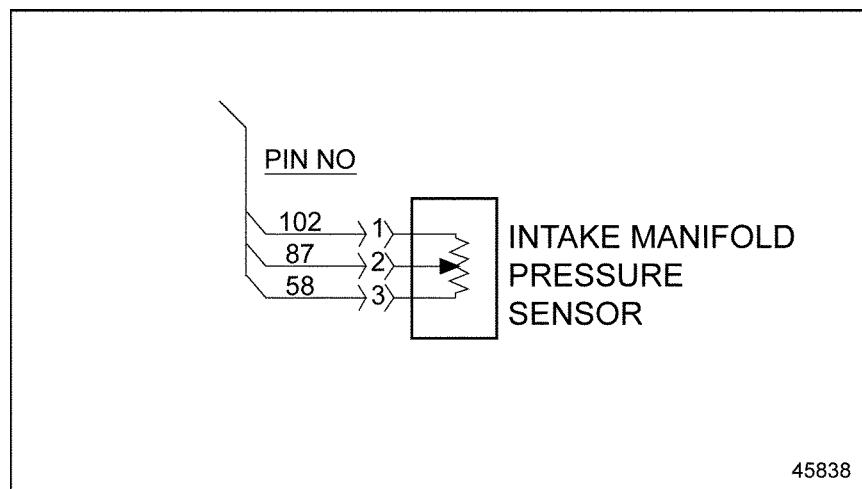 PIN NO
102 1
87 2
58 3
INTAKE MANIFOLD
PRESSURE
SENSOR
45838